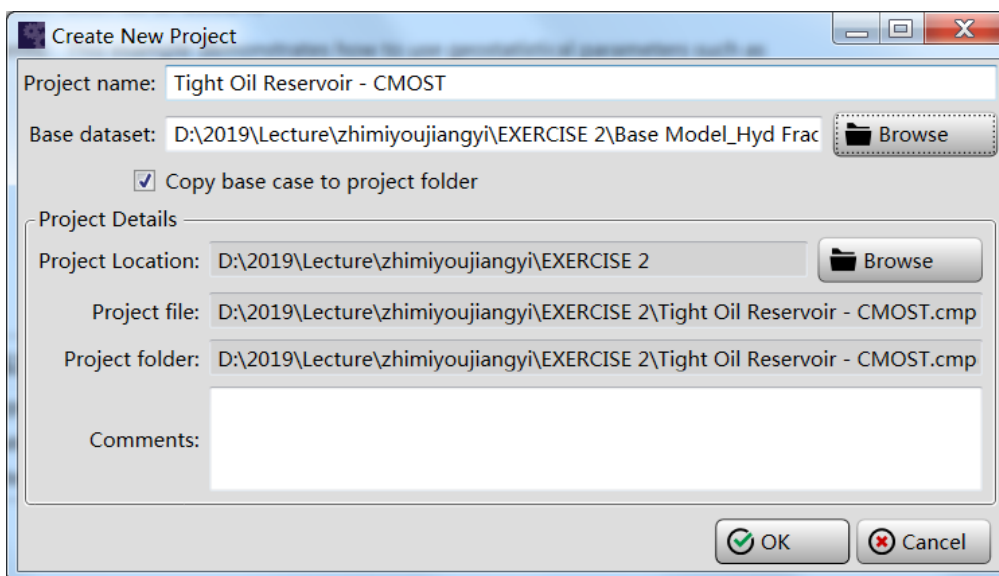 Create New Project
Project name: Tight Oil Reservoir - CMOST
Base dataset: D:\2019\Lecture\zhimiyoujiangyi\EXERCISE 2\Base Model_Hyd Frac Browse
Copy base case to project folder
Project Details
Project Location: D:\2019\Lecture\zhimiyoujiangyi\EXERCISE 2 Browse
Project file: D:\2019\Lecture\zhimiyoujiangyi\EXERCISE 2\Tight Oil Reservoir - CMOST.cmp
Project folder: D:\2019\Lecture\zhimiyoujiangyi\EXERCISE 2\Tight Oil Reservoir - CMOST.cmp
Comments:
OK Cancel